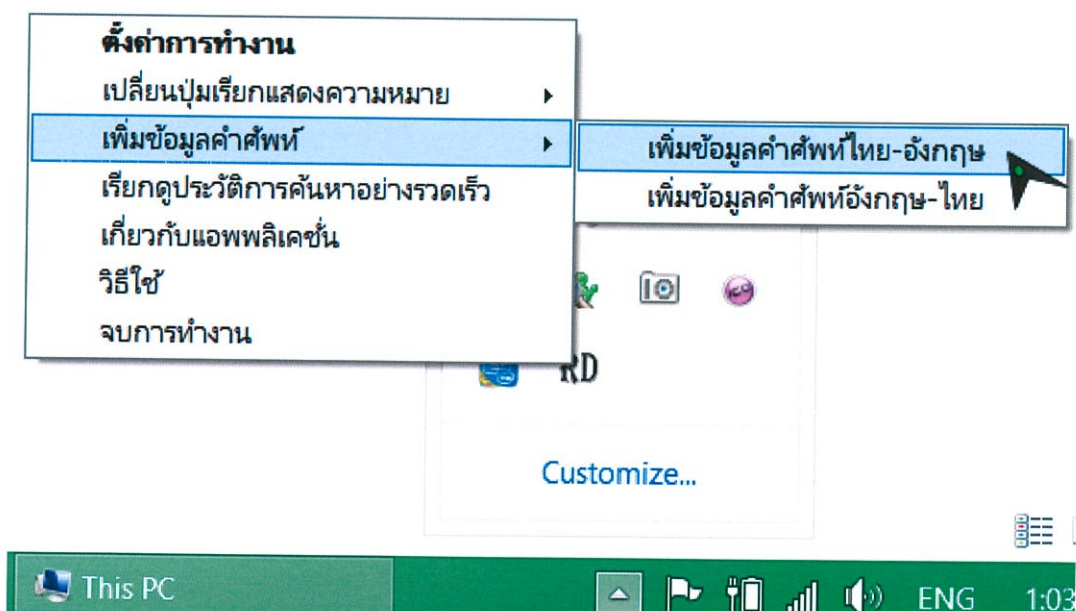 ตั้งค่าการทำงาน
เปลี่ยนปุ่มเรียกแสดงความหมาย
เพิ่มข้อมูลคำศัพท์
เรียกดูประวัติการค้นหาอย่างรวดเร็ว
เกี่ยวกับแอพพลิเคชั่น
วิธีใช้
จบการทำงาน
เพิ่มข้อมูลคำศัพท์ไทย-อังกฤษ
เพิ่มข้อมูลคำศัพท์อังกฤษ-ไทย
RD
Customize...
This PC
ENG
1:03